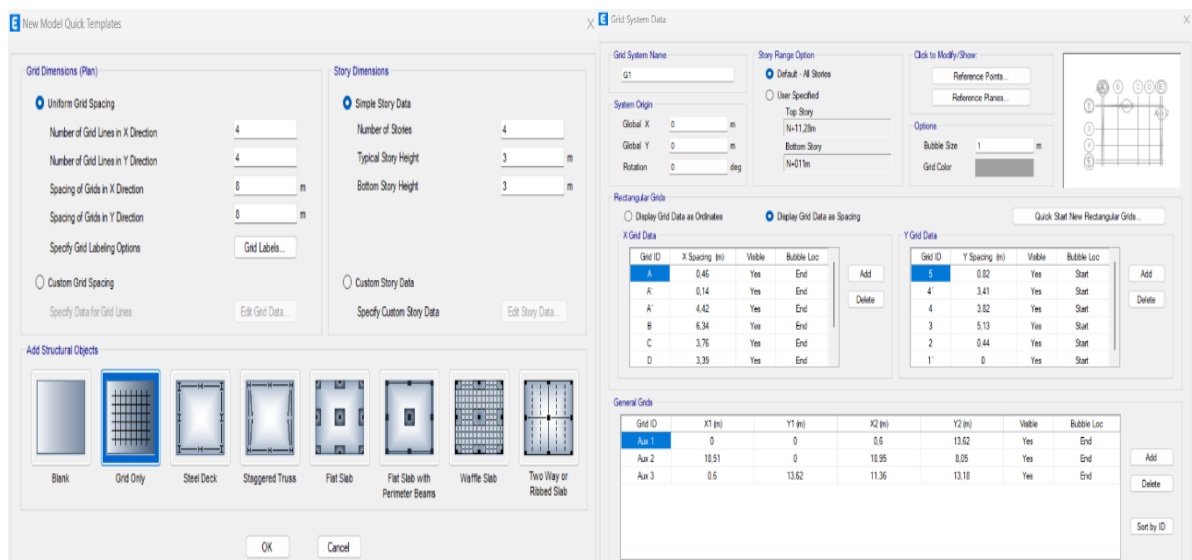 E New Model Quick Templates
Grid Dimensions (Plan)
Uniform Grid Spacing
Number of Grid Lines in X Direction 4
Number of Grid Lines in Y Direction 4
Spacing of Grids in X Direction 8 m
Spacing of Grids in Y Direction 8 m
Specify Grid Labeling Options Grid Labels...
Custom Grid Spacing
Specify Data for Grid Lines Edit Grid Data...
Story Dimensions
Simple Story Data
Number of Stories 4
Typical Story Height 3 m
Bottom Story Height 3 m
Custom Story Data
Specify Custom Story Data Edit Story Data...
Add Structural Objects
Blank
Grid Only
Steel Deck
Staggered Truss
Flat Slab
Flat Slab with
Perimeter Beams
Waffle Slab
Two Way or
Ribbed Slab
OK Cancel
E Grid System Data
Grid System Name
G1
System Origin
Global X 0 m
Global Y 0 m
Rotation 0 deg
Story Range Option
Default - All Stories
User Specified
Top Story
N+11,28m
Bottom Story
N+011m
Click to Modify/Show:
Reference Points...
Reference Planes...
Options
Bubble Size 1 m
Grid Color
Rectangular Grids
Display Grid Data as Ordinates Display Grid Data as Spacing Quick Start New Rectangular Grids...
X Grid Data
Grid ID X Spacing (m) Visible Bubble Loc
A 0,46 Yes End
A' 0,14 Yes End
A" 4,42 Yes End
B 6,34 Yes End
C 3,76 Yes End
D 3,39 Yes End
Add
Delete
Y Grid Data
Grid ID Y Spacing (m) Visible Bubble Loc
5 0,82 Yes Start
4' 3,41 Yes Start
4 3,82 Yes Start
3 5,13 Yes Start
2 0,44 Yes Start
1' 0 Yes Start
Add
Delete
General Grids
Grid ID X1 (m) Y1 (m) X2 (m) Y2 (m) Visible Bubble Loc
Aux 1 0 0 0.6 13,62 Yes End
Aux 2 18.51 0 18.95 8,05 Yes End
Aux 3 0.6 13,62 11,36 13,18 Yes End
Add
Delete
Sort by ID